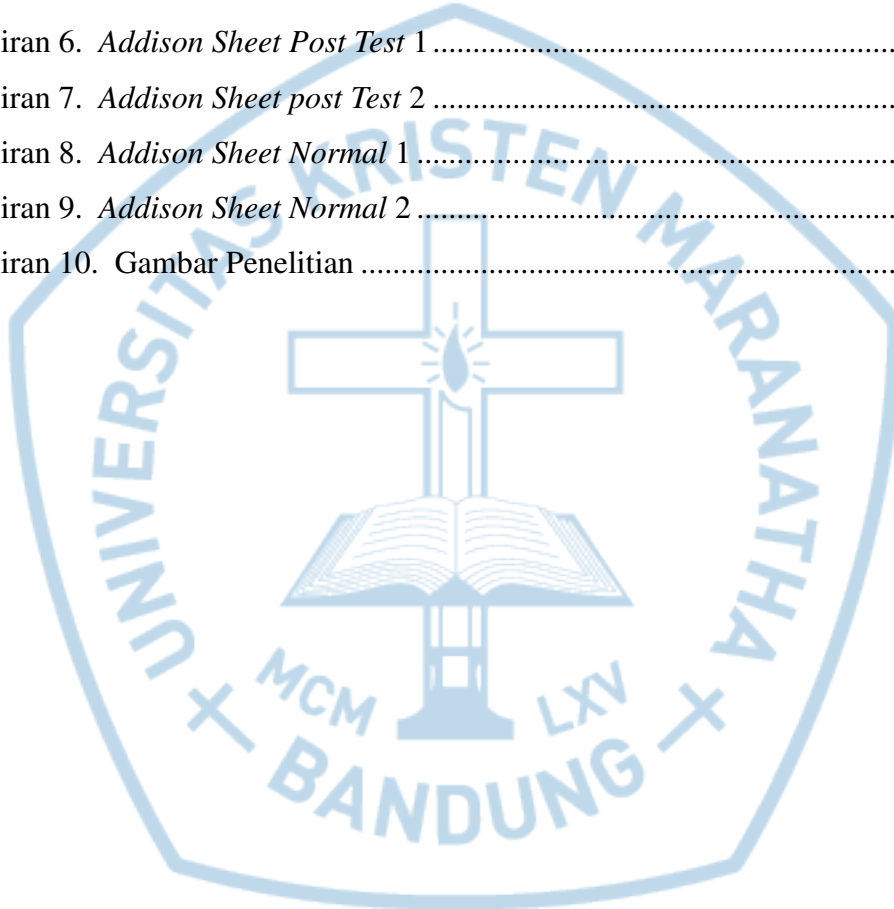 iran 6. Addison Sheet Post Test 1 ........................................................
iran 7. Addison Sheet post Test 2 ........................................................
iran 8. Addison Sheet Normal 1 ........................................................
iran 9. Addison Sheet Normal 2 ........................................................
iran 10. Gambar Penelitian ........................................................
UNIVERSITAS KRISTEN MARANATHA
MCM LXV
BANDUNG